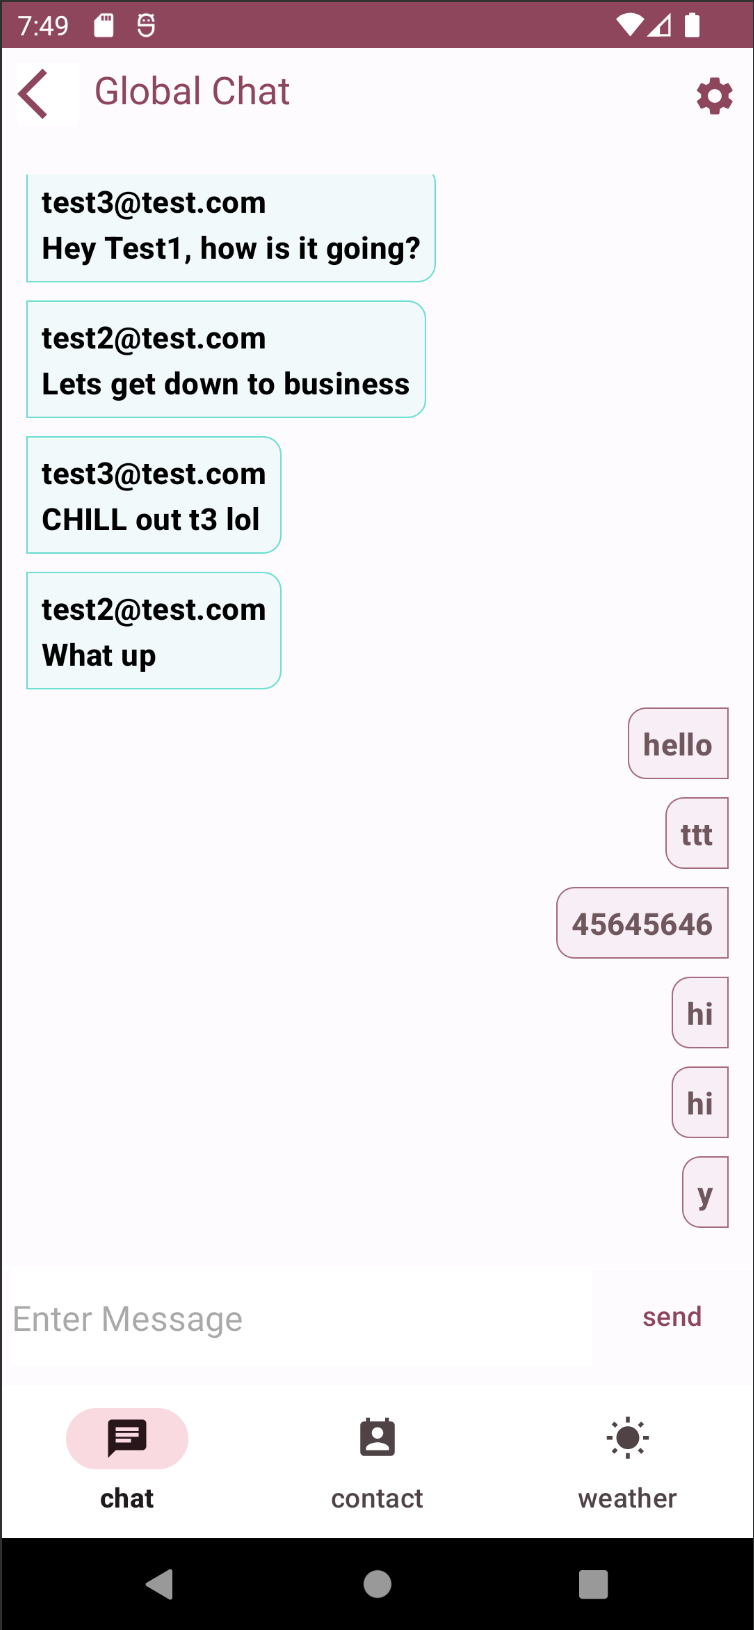 7:49
Global Chat
test3@test.com
Hey Test1, how is it going?
test2@test.com
Lets get down to business
test3@test.com
CHILL out t3 lol
test2@test.com
What up
hello
ttt
45645646
hi
hi
y
Enter Message
send
chat
contact
weather